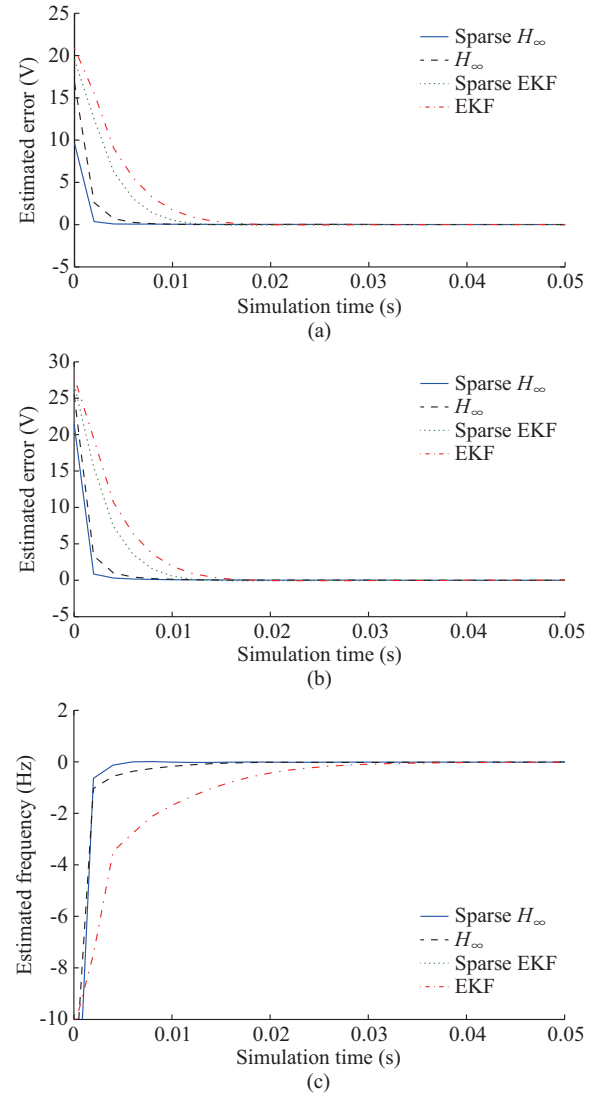 25
20
15
10
5
0
-5
Estimated error (V)
Sparse H∞
H∞
Sparse EKF
EKF
0 0.01 0.02 0.03 0.04 0.05
Simulation time (s)
(a)
30
25
20
15
10
5
0
-5
Estimated error (V)
Sparse H∞
H∞
Sparse EKF
EKF
0 0.01 0.02 0.03 0.04 0.05
Simulation time (s)
(b)
2
0
-2
-4
-6
-8
-10
Estimated frequency (Hz)
Sparse H∞
H∞
Sparse EKF
EKF
0 0.01 0.02 0.03 0.04 0.05
Simulation time (s)
(c)